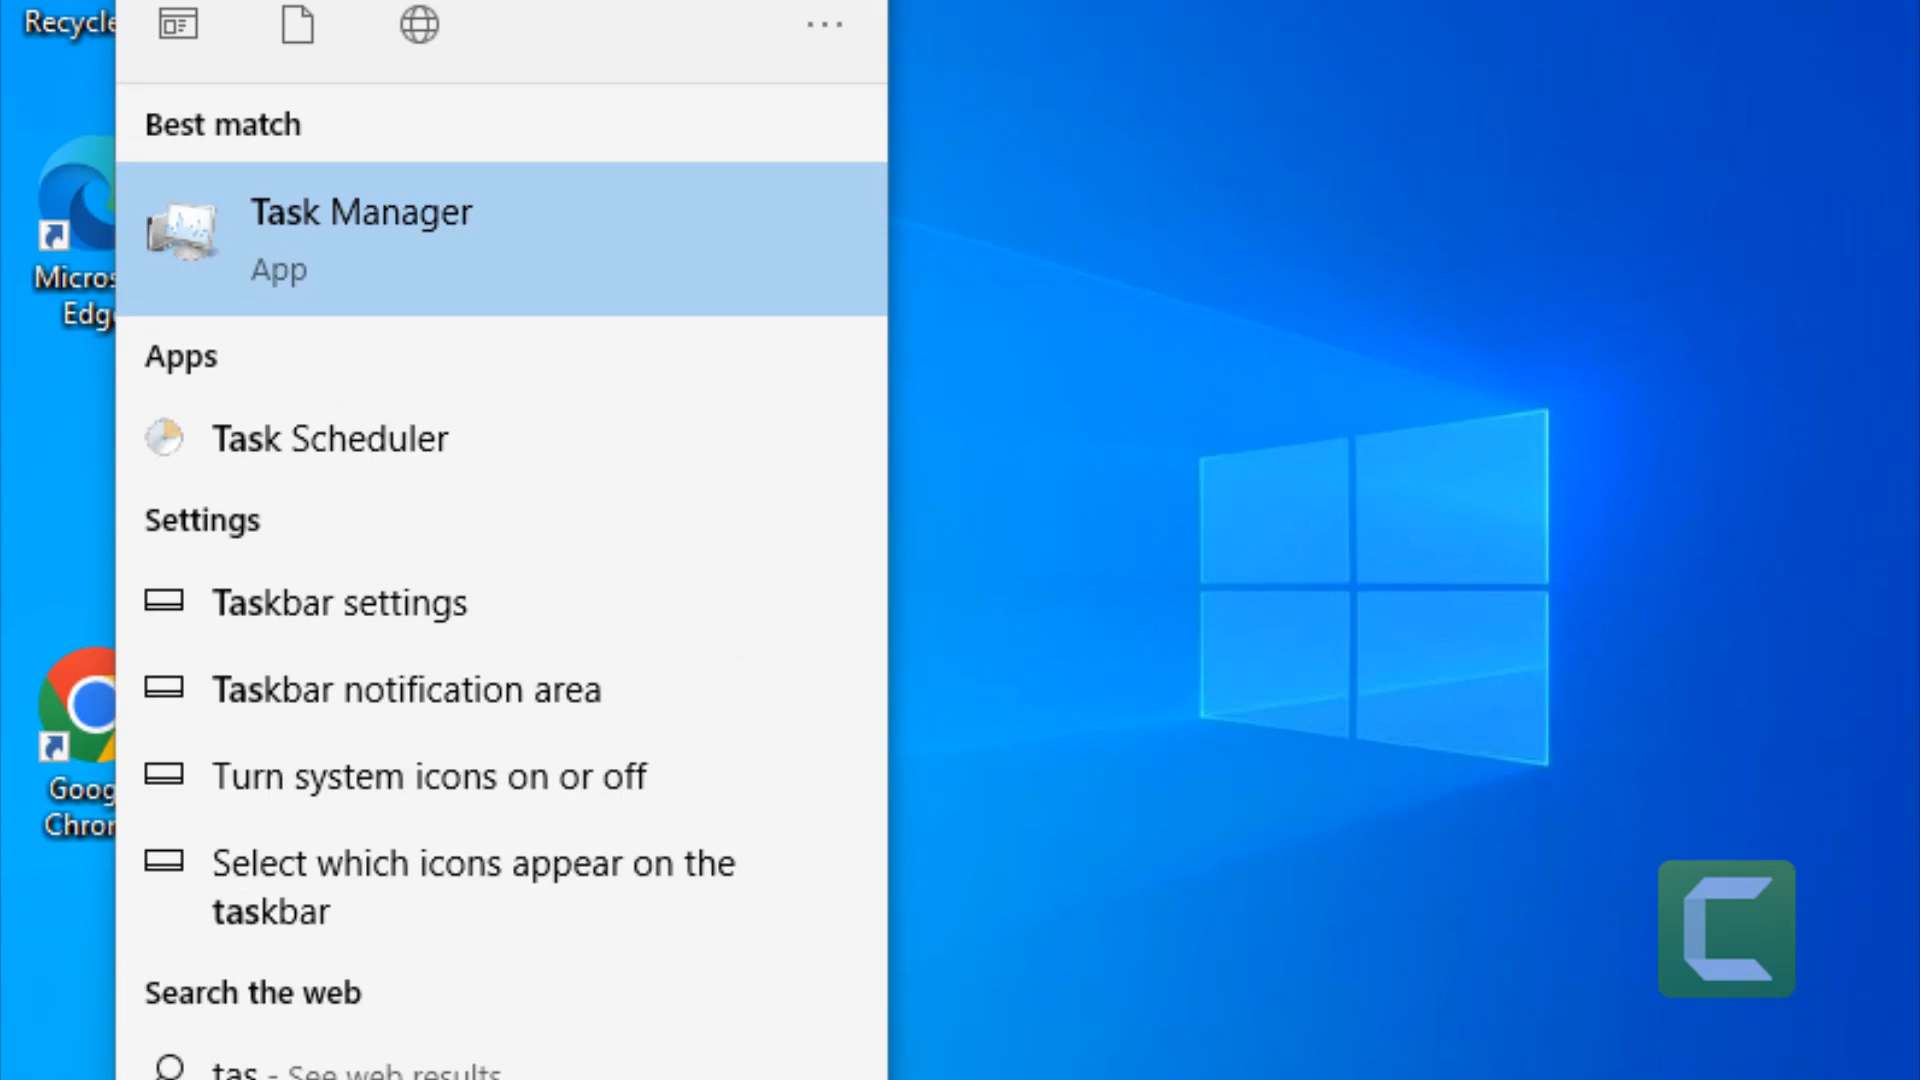 Recycle
Best match
Task Manager
App
Apps
Task Scheduler
Settings
Taskbar settings
Taskbar notification area
Turn system icons on or off
Select which icons appear on the
taskbar
Search the web
tas - See web results
Micros
Edg
Goog
Chro